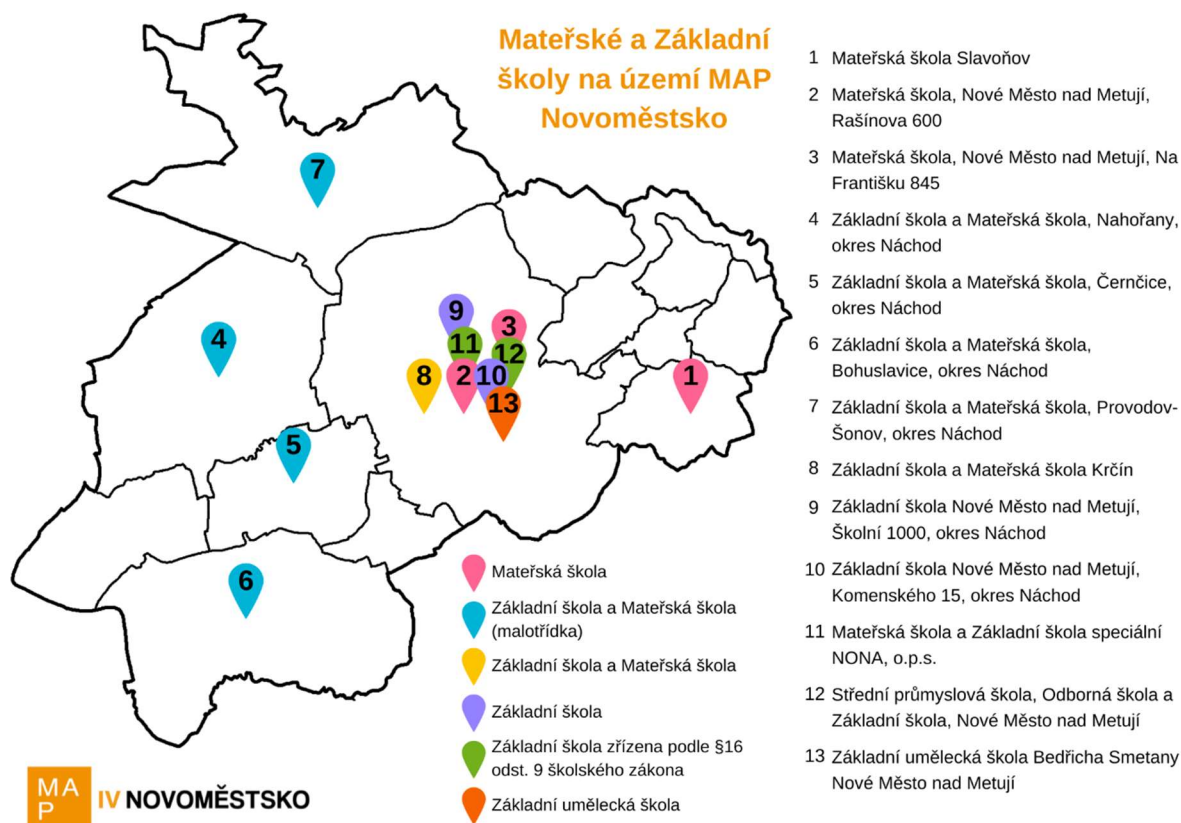 Mateřské a Základní
školy na území MAP
Novoměstsko
1 Mateřská škola Slavoňov
2 Mateřská škola, Nové Město nad Metují,
Rašínova 600
3 Mateřská škola, Nové Město nad Metují, Na
Františku 845
4 Základní škola a Mateřská škola, Nahořany,
okres Náchod
5 Základní škola a Mateřská škola, Černčice,
okres Náchod
6 Základní škola a Mateřská škola,
Bohuslavice, okres Náchod
7 Základní škola a Mateřská škola, Provodov-
Šonov, okres Náchod
8 Základní škola a Mateřská škola Krčín
9 Základní škola Nové Město nad Metují,
Školní 1000, okres Náchod
10 Základní škola Nové Město nad Metují,
Komenského 15, okres Náchod
11 Mateřská škola a Základní škola speciální
NONA, o.p.s.
12 Střední průmyslová škola, Odborná škola a
Základní škola, Nové Město nad Metují
13 Základní umělecká škola Bedřicha Smetany
Nové Město nad Metují
7
9
3
4
11
12
8
2
10
1
13
5
6
Mateřská škola
Základní škola a Mateřská škola
(malotřídka)
Základní škola a Mateřská škola
Základní škola
Základní škola zřízena podle §16
odst. 9 školského zákona
Základní umělecká škola
MA
P
IV NOVOMĚSTSKO